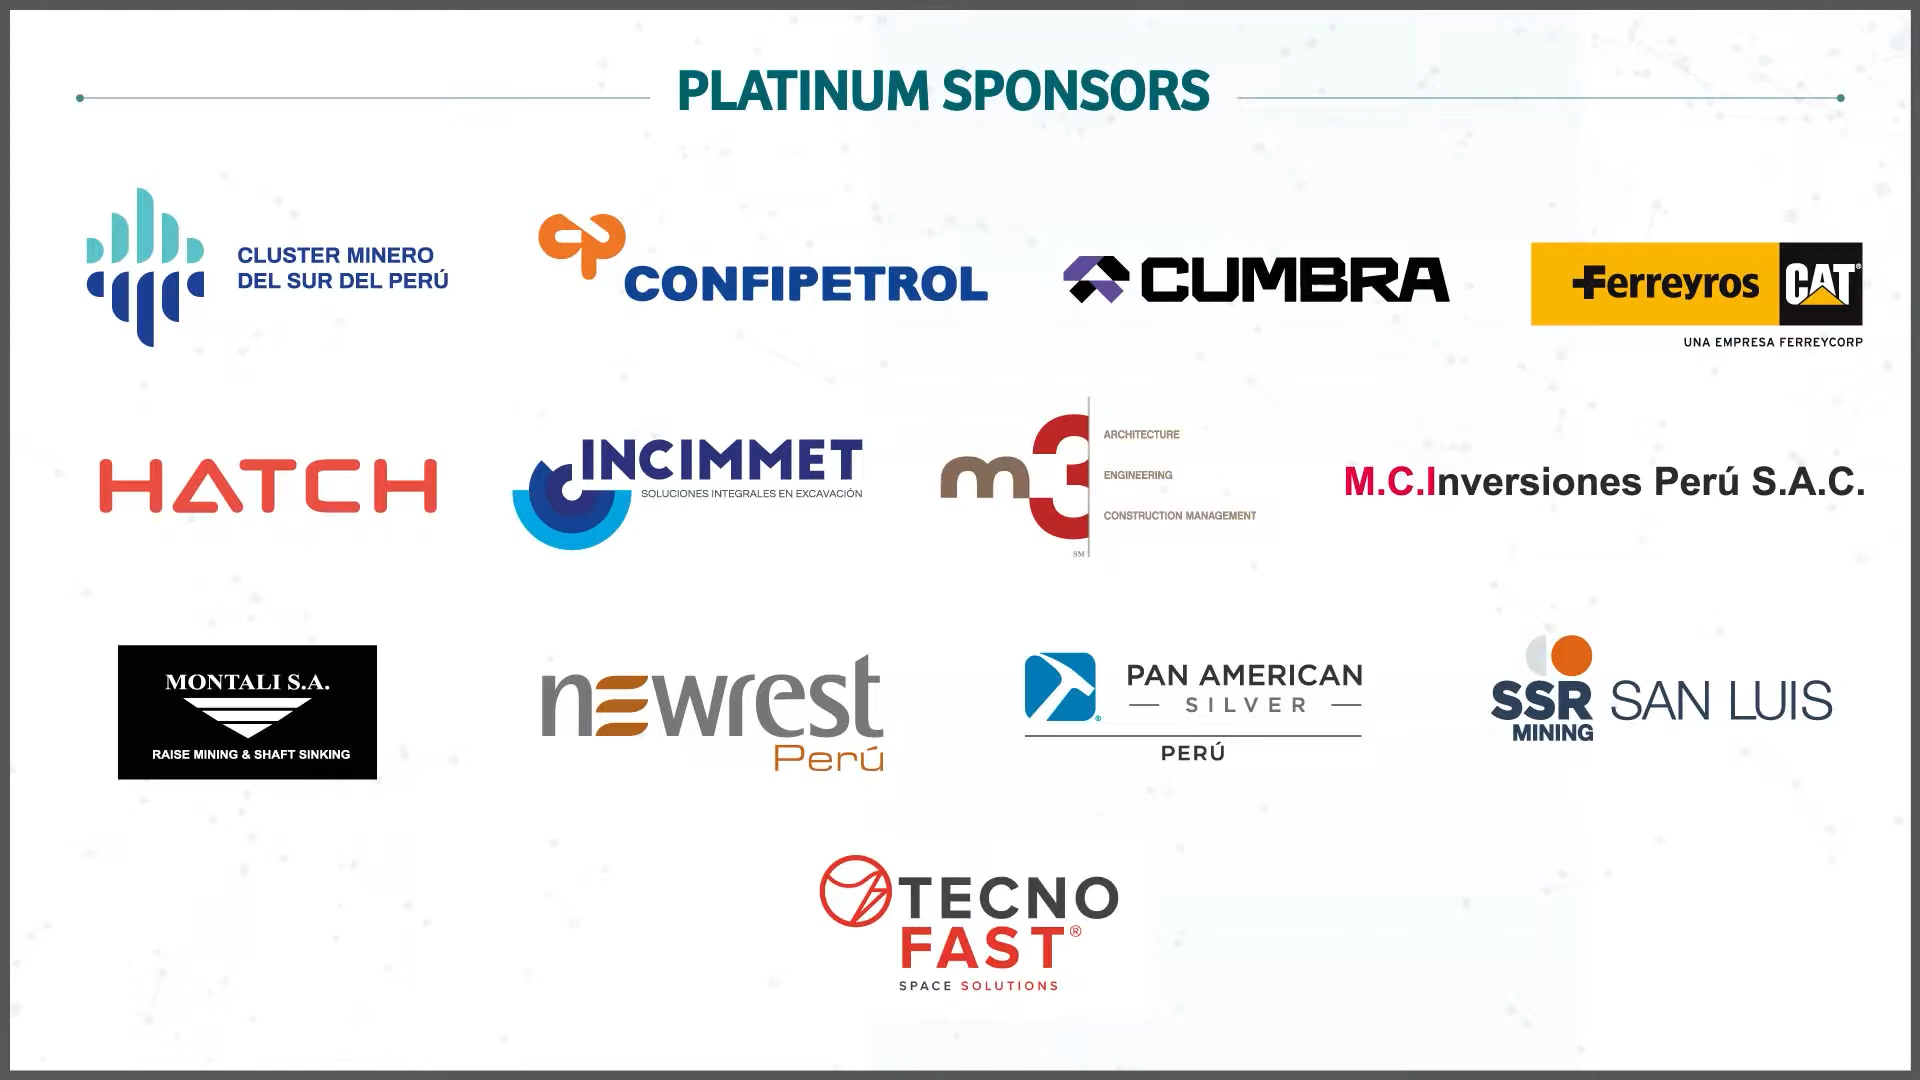 PLATINUM SPONSORS
CLUSTER MINERO
DEL SUR DEL PERÚ
cp
CONFIPETROL
CUMBRA
Ferreyros CAT®
UNA EMPRESA FERREYCORP
HATCH
INCIMMET
SOLUCIONES INTEGRALES EN EXCAVACIÓN
m3
SM
ARCHITECTURE
ENGINEERING
CONSTRUCTION MANAGEMENT
M.C.Inversiones Perú S.A.C.
MONTALI S.A.
RAISE MINING & SHAFT SINKING
newrest
Perú
PAN AMERICAN
SILVER
®
PERÚ
SSR
MINING
SAN LUIS
TECNO
FAST®
SPACE SOLUTIONS